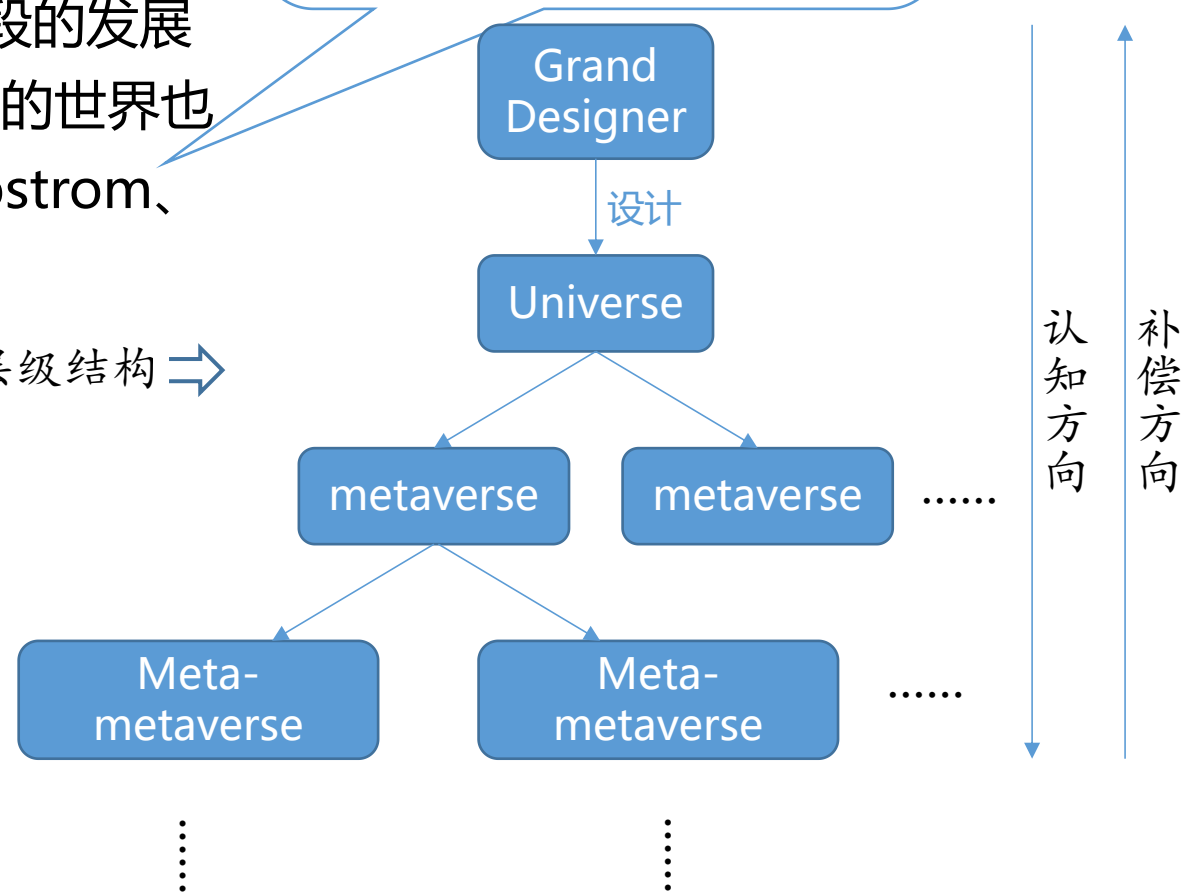 段的发展
的世界也
ostrom、
层级结构
Grand
Designer
设计
Universe
metaverse
metaverse
......
Meta-
metaverse
Meta-
metaverse
......
......
......
认知方向
补偿方向